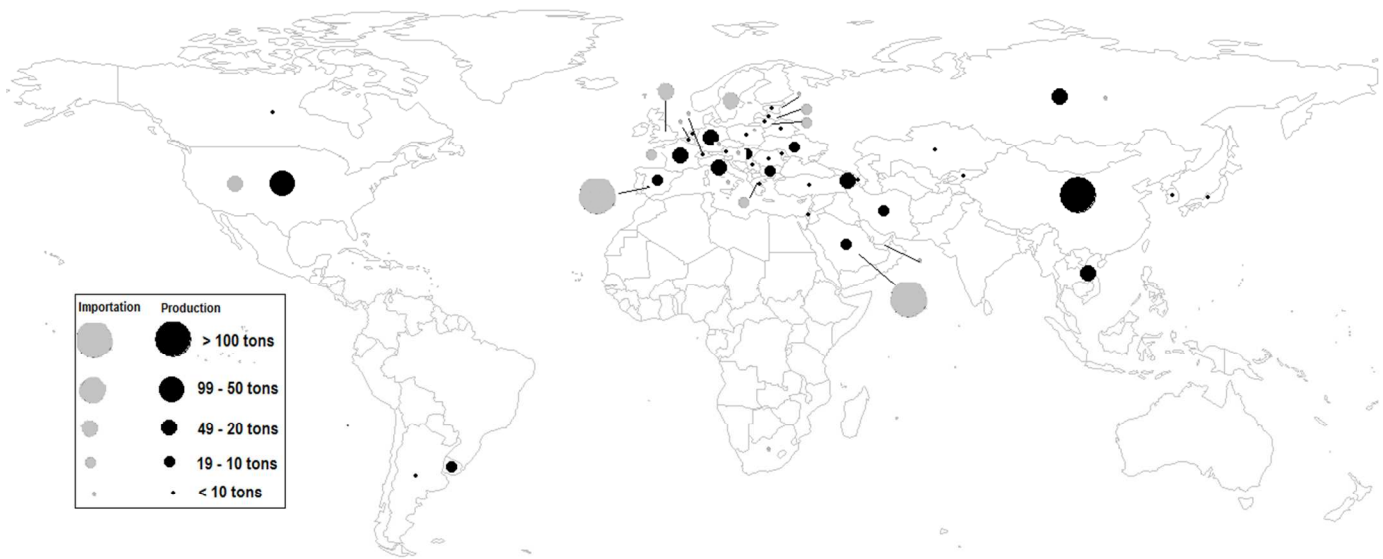 Importation Production
> 100 tons
99 - 50 tons
49 - 20 tons
19 - 10 tons
< 10 tons